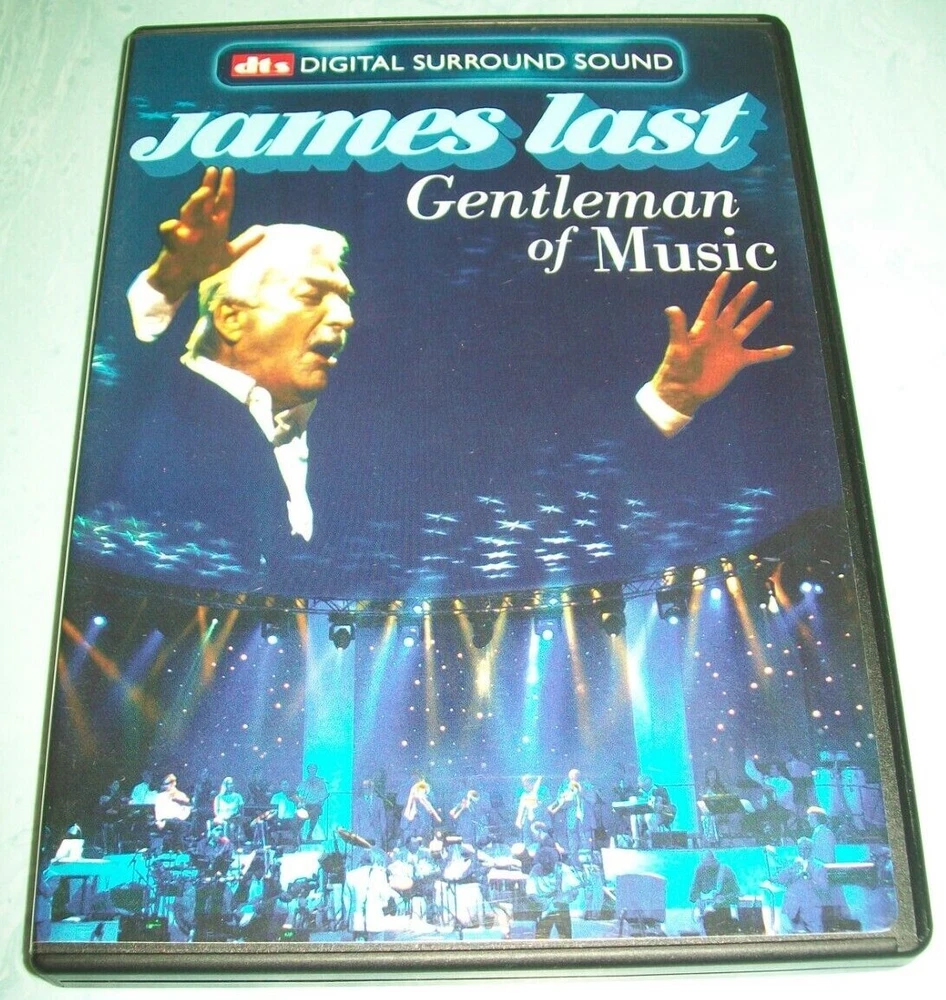 dts DIGITAL SURROUND SOUND
james last
Gentleman
of Music